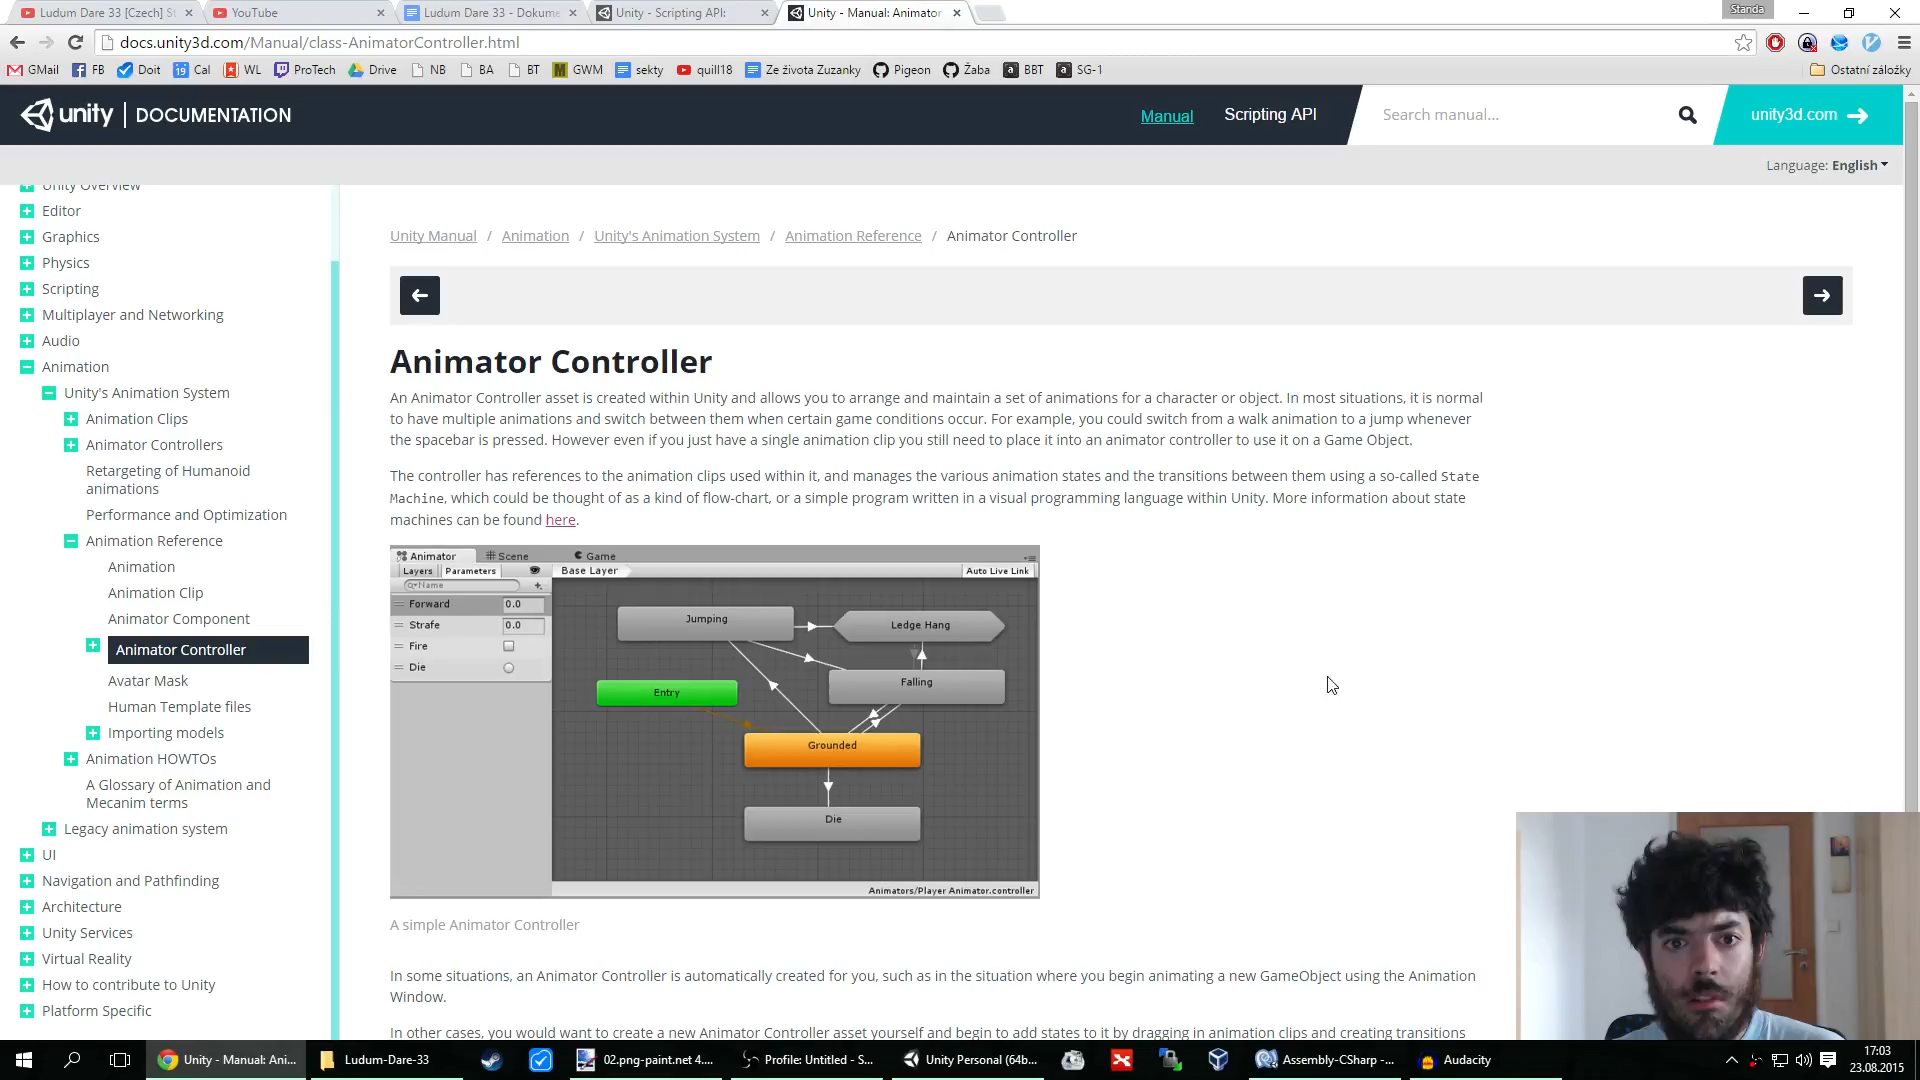 Ludum Dare 33 [Czech] St
YouTube
Ludum Dare 33 - Dokume
Unity - Scripting API:
Unity - Manual: Animator
Standa
docs.unity3d.com/Manual/class-AnimatorController.html
GMail
FB
Doit
Cal
WL
ProTech
Drive
NB
BA
BT
GWM
sekty
quill18
Ze života Zuzanky
Pigeon
Žaba
BBT
SG-1
Ostatní záložky
unity | DOCUMENTATION
Manual
Scripting API
Search manual...
unity3d.com
Language: English
Unity Overview
Editor
Graphics
Physics
Scripting
Multiplayer and Networking
Audio
Animation
Unity's Animation System
Animation Clips
Animator Controllers
Retargeting of Humanoid
animations
Performance and Optimization
Animation Reference
Animation
Animation Clip
Animator Component
Animator Controller
Avatar Mask
Human Template files
Importing models
Animation HOWTOs
A Glossary of Animation and
Mecanim terms
Legacy animation system
UI
Navigation and Pathfinding
Architecture
Unity Services
Virtual Reality
How to contribute to Unity
Platform Specific
Unity Manual / Animation / Unity's Animation System / Animation Reference / Animator Controller
Animator Controller
An Animator Controller asset is created within Unity and allows you to arrange and maintain a set of animations for a character or object. In most situations, it is normal
to have multiple animations and switch between them when certain game conditions occur. For example, you could switch from a walk animation to a jump whenever
the spacebar is pressed. However even if you just have a single animation clip you still need to place it into an animator controller to use it on a Game Object.
The controller has references to the animation clips used within it, and manages the various animation states and the transitions between them using a so-called State
Machine, which could be thought of as a kind of flow-chart, or a simple program written in a visual programming language within Unity. More information about state
machines can be found here.
Animator
Scene
Game
Layers
Parameters
Base Layer
Auto Live Link
Name
Forward 0.0
Strafe 0.0
Fire
Die
Jumping
Ledge Hang
Falling
Entry
Grounded
Die
Animators/Player Animator.controller
A simple Animator Controller
In some situations, an Animator Controller is automatically created for you, such as in the situation where you begin animating a new GameObject using the Animation
Window.
In other cases, you would want to create a new Animator Controller asset yourself and begin to add states to it by dragging in animation clips and creating transitions
Unity - Manual: Ani...
Ludum-Dare-33
02.png-paint.net 4....
Profile: Untitled - S...
Unity Personal (64b...
Assembly-CSharp -...
Audacity
17:03
23.08.2015